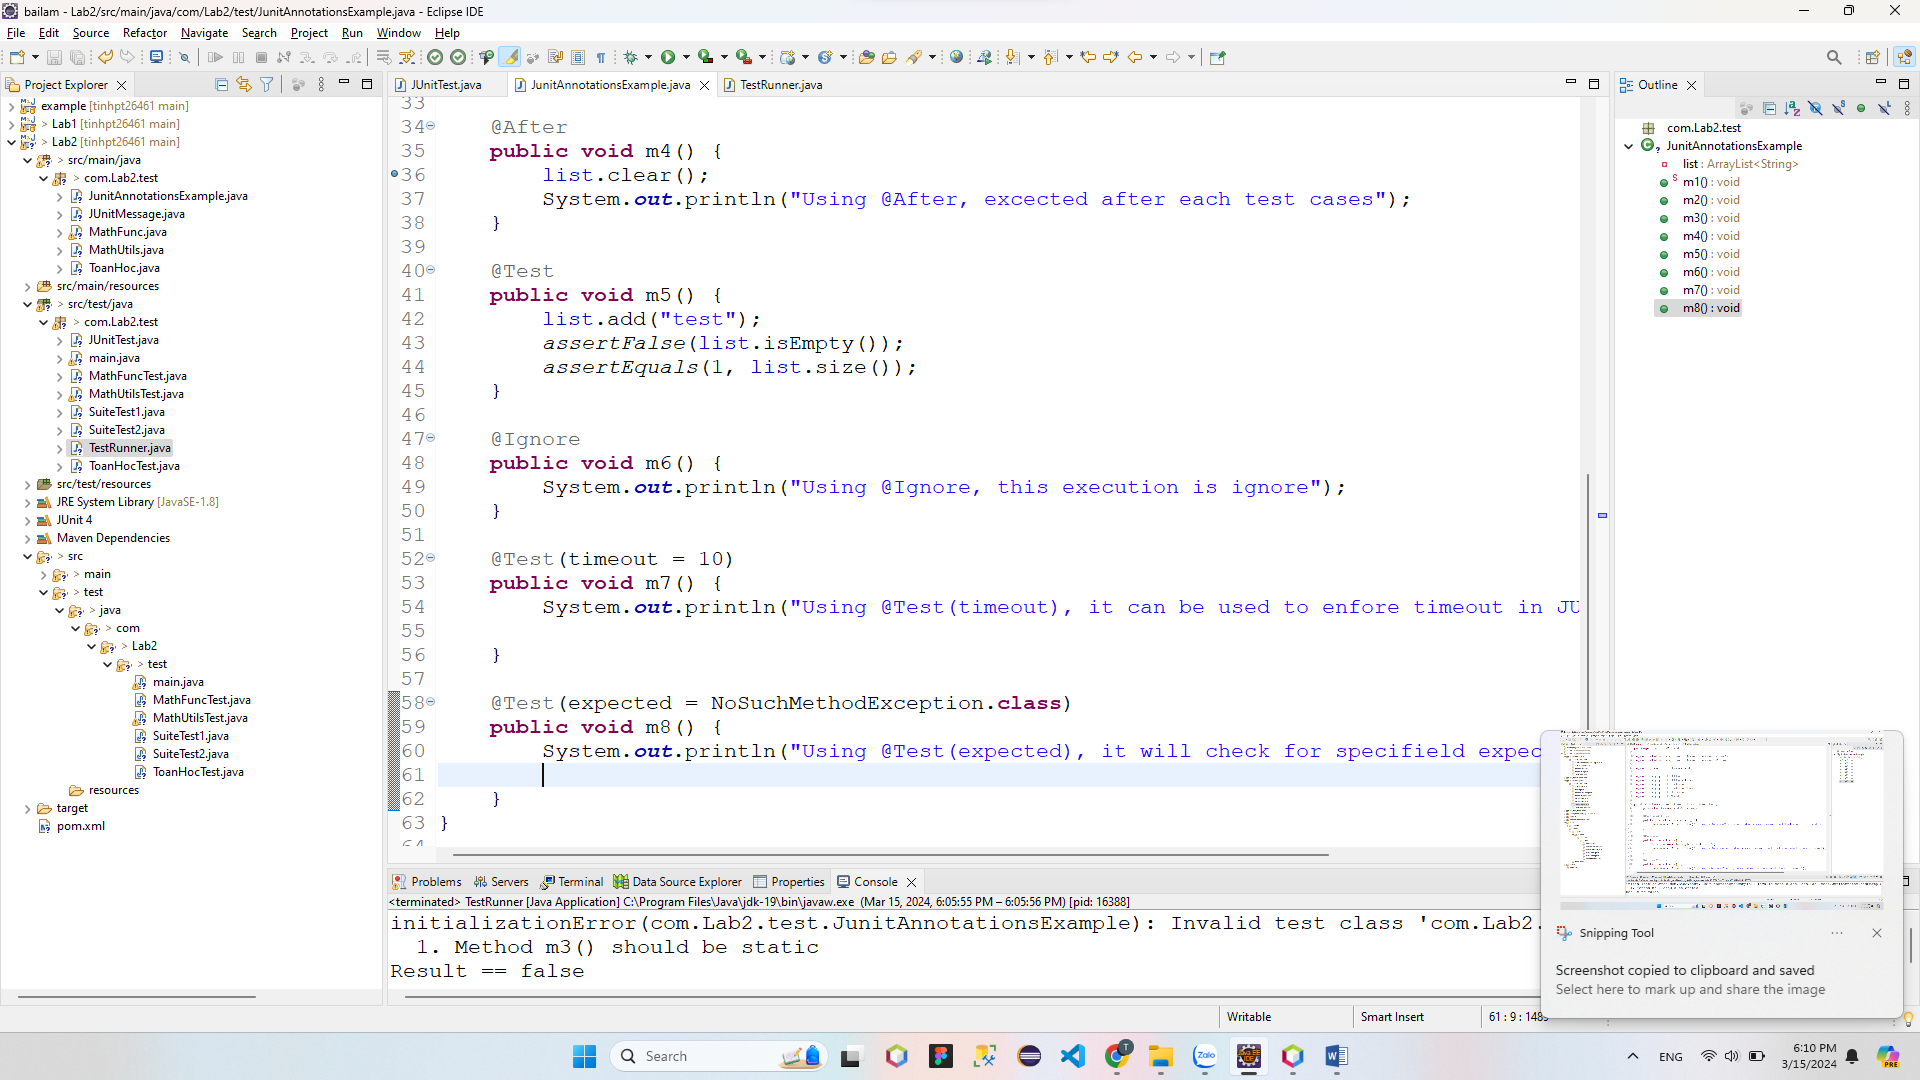 bailam - Lab2/src/main/java/com/Lab2/test/JunitAnnotationsExample.java - Eclipse IDE
File Edit Source Refactor Navigate Search Project Run Window Help
Project Explorer
example [tinhpt26461 main]
> Lab1 [tinhpt26461 main]
> Lab2 [tinhpt26461 main]
> src/main/java
> com.Lab2.test
JunitAnnotationsExample.java
JUnitMessage.java
MathFunc.java
MathUtils.java
ToanHoc.java
src/main/resources
> src/test/java
> com.Lab2.test
JUnitTest.java
main.java
MathFuncTest.java
MathUtilsTest.java
SuiteTest1.java
SuiteTest2.java
TestRunner.java
ToanHocTest.java
src/test/resources
JRE System Library [JavaSE-1.8]
JUnit 4
Maven Dependencies
> src
> main
> test
> java
> com
> Lab2
> test
main.java
MathFuncTest.java
MathUtilsTest.java
SuiteTest1.java
SuiteTest2.java
ToanHocTest.java
resources
target
pom.xml
JUnitTest.java JunitAnnotationsExample.java TestRunner.java
33
34 @After
35 public void m4() {
36 list.clear();
37 System.out.println("Using @After, excected after each test cases");
38 }
39
40 @Test
41 public void m5() {
42 list.add("test");
43 assertFalse(list.isEmpty());
44 assertEquals(1, list.size());
45 }
46
47 @Ignore
48 public void m6() {
49 System.out.println("Using @Ignore, this execution is ignore");
50 }
51
52 @Test(timeout = 10)
53 public void m7() {
54 System.out.println("Using @Test(timeout), it can be used to enfore timeout in JU
55
56 }
57
58 @Test(expected = NoSuchMethodException.class)
59 public void m8() {
60 System.out.println("Using @Test(expected), it will check for specifield expec
61
62 }
63 }
Outline
com.Lab2.test
JunitAnnotationsExample
list : ArrayList<String>
m1() : void
m2() : void
m3() : void
m4() : void
m5() : void
m6() : void
m7() : void
m8() : void
Problems Servers Terminal Data Source Explorer Properties Console
<terminated> TestRunner [Java Application] C:\Program Files\Java\jdk-19\bin\javaw.exe (Mar 15, 2024, 6:05:55 PM – 6:05:56 PM) [pid: 16388]
initializationError(com.Lab2.test.JunitAnnotationsExample): Invalid test class 'com.Lab2.
1. Method m3() should be static
Result == false
Snipping Tool
Screenshot copied to clipboard and saved
Select here to mark up and share the image
Writable Smart Insert 61 : 9 : 1485
Search
Zalo
ENG
6:10 PM
3/15/2024
PRE